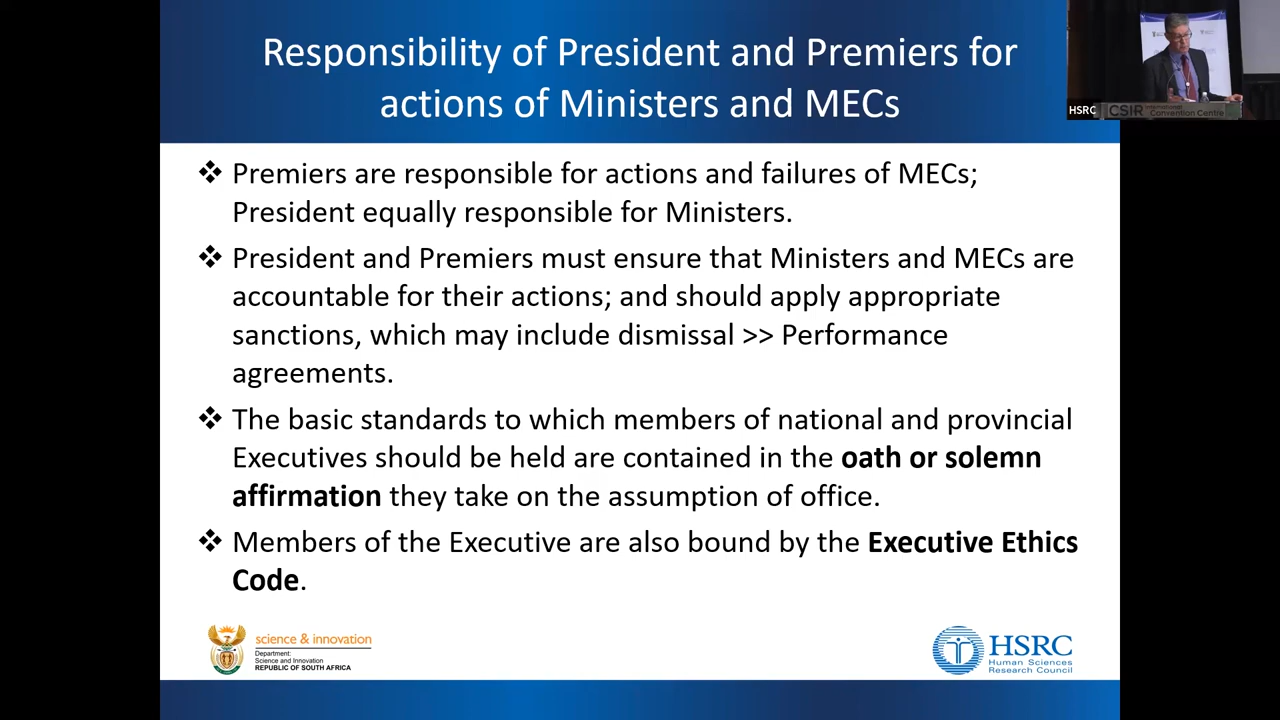 Responsibility of President and Premiers for
actions of Ministers and MECs
HSRC
CSIR International
Convention Centre
❖ Premiers are responsible for actions and failures of MECs;
President equally responsible for Ministers.
❖ President and Premiers must ensure that Ministers and MECs are
accountable for their actions; and should apply appropriate
sanctions, which may include dismissal >> Performance
agreements.
❖ The basic standards to which members of national and provincial
Executives should be held are contained in the oath or solemn
affirmation they take on the assumption of office.
❖ Members of the Executive are also bound by the Executive Ethics
Code.
science & innovation
Department:
Science and Innovation
REPUBLIC OF SOUTH AFRICA
HSRC
Human Sciences
Research Council